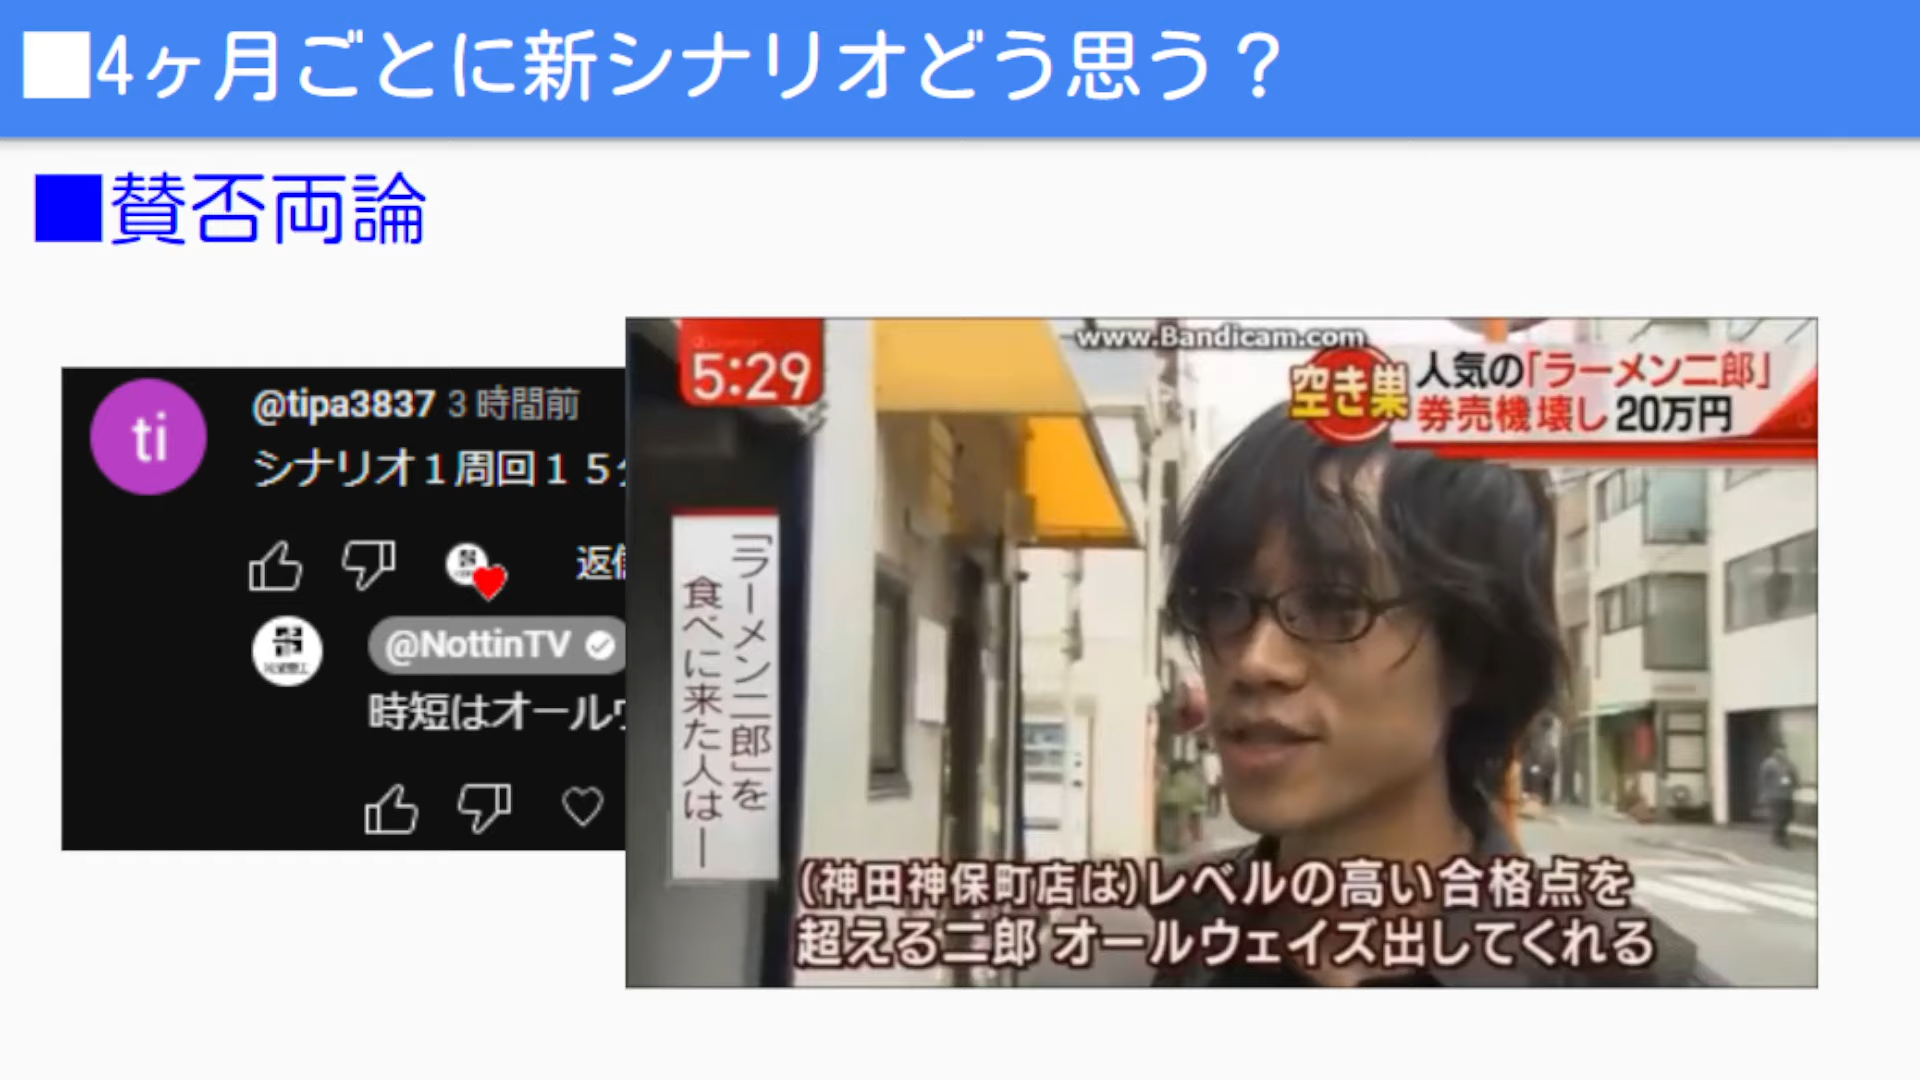 ■4ヶ月ごとに新シナリオどう思う？
■賛否両論
ti
@tipa3837 3 時間前
シナリオ１周回１５
返信
@NottinTV
時短はオールウ
www.Bandicam.com
5:29
空き巣
人気の「ラーメン二郎」
券売機壊し 20万円
「ラーメン二郎」を
食べに来た人は―
(神田神保町店は)レベルの高い合格点を
超える二郎 オールウェイズ出してくれる